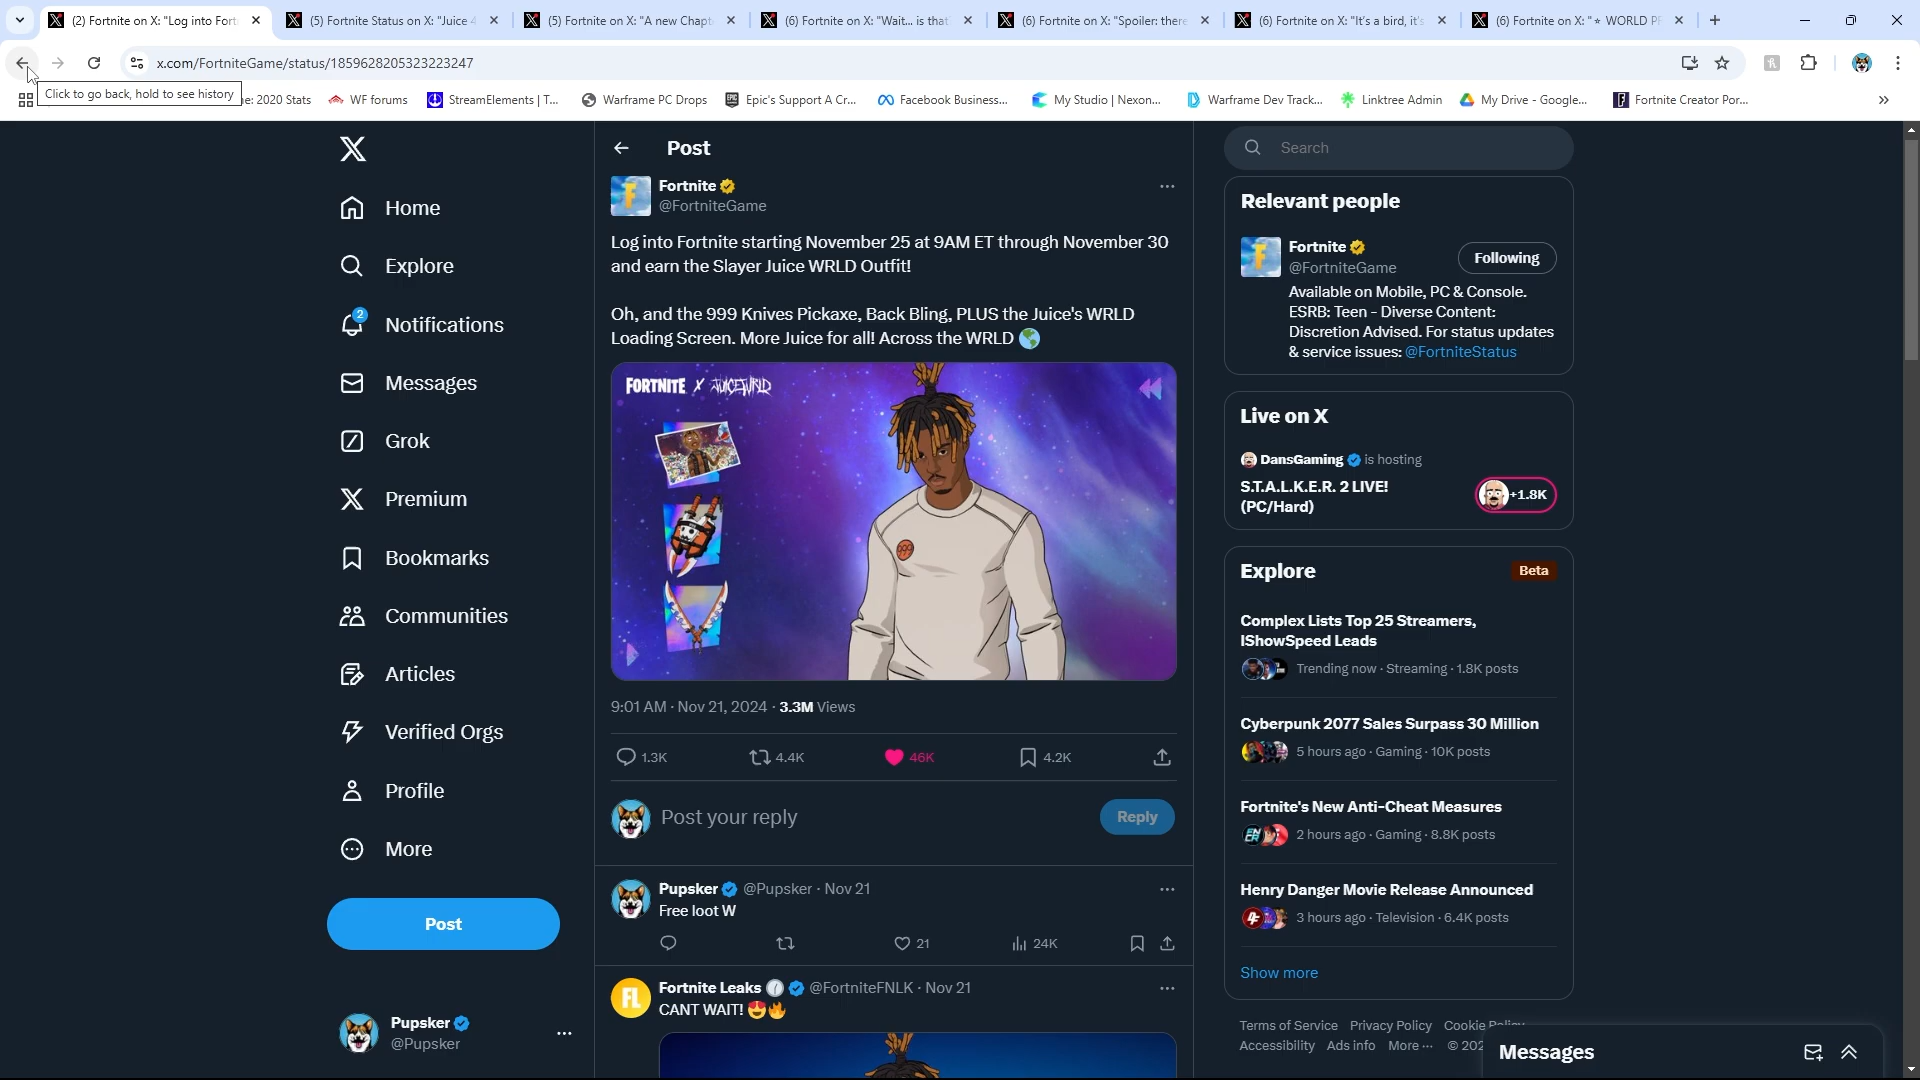 (2) Fortnite on X: "Log into Fort
(5) Fortnite Status on X: "Juice
(5) Fortnite on X: "A new Chapt
(6) Fortnite on X: "Wait... is that
(6) Fortnite on X: "Spoiler: there
(6) Fortnite on X: "It's a bird, it's
(6) Fortnite on X: "⭑ WORLD
x.com/FortniteGame/status/1859628205323223247
Click to go back, hold to see history
2020 Stats
WF forums
StreamElements | T...
Warframe PC Drops
Epic's Support A Cr...
Facebook Business...
My Studio | Nexon...
Warframe Dev Track...
Linktree Admin
My Drive - Google...
Fortnite Creator Por...
»
Home
Explore
2
Notifications
Messages
Grok
Premium
Bookmarks
Communities
Articles
Verified Orgs
Profile
More
Post
Pupsker
@Pupsker
Post
Fortnite
@FortniteGame
Log into Fortnite starting November 25 at 9AM ET through November 30
and earn the Slayer Juice WRLD Outfit!
Oh, and the 999 Knives Pickaxe, Back Bling, PLUS the Juice's WRLD
Loading Screen. More Juice for all! Across the WRLD 🌎
FORTNITE X JUICEWRLD
999
9:01 AM · Nov 21, 2024 · 3.3M Views
1.3K 4.4K 46K 4.2K
Post your reply
Reply
Pupsker @Pupsker · Nov 21
Free loot W
21 24K
FL
Fortnite Leaks @FortniteFNLK · Nov 21
CANT WAIT! 😍🔥
Search
Relevant people
Fortnite
@FortniteGame
Following
Available on Mobile, PC & Console.
ESRB: Teen - Diverse Content:
Discretion Advised. For status updates
& service issues: @FortniteStatus
Live on X
DansGaming is hosting
S.T.A.L.K.E.R. 2 LIVE!
(PC/Hard)
+1.8K
Explore
Beta
Complex Lists Top 25 Streamers,
IShowSpeed Leads
Trending now · Streaming · 1.8K posts
Cyberpunk 2077 Sales Surpass 30 Million
5 hours ago · Gaming · 10K posts
Fortnite's New Anti-Cheat Measures
2 hours ago · Gaming · 8.8K posts
Henry Danger Movie Release Announced
3 hours ago · Television · 6.4K posts
Show more
Terms of Service Privacy Policy Cookie Policy
Accessibility Ads info More ··· © 202
Messages